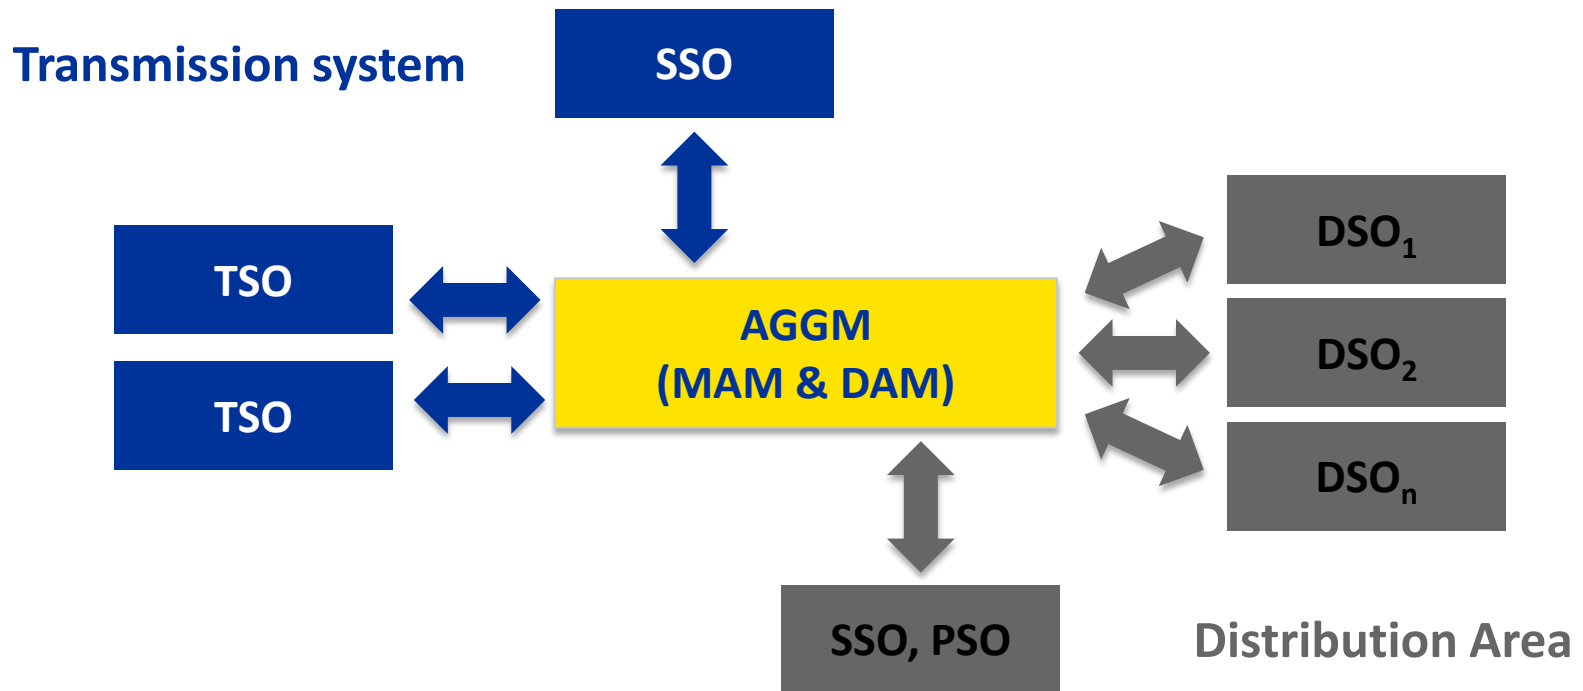 Transmission system
SSO
TSO
TSO
AGGM
(MAM & DAM)
DSO₁
DSO₂
DSOₙ
SSO, PSO
Distribution Area